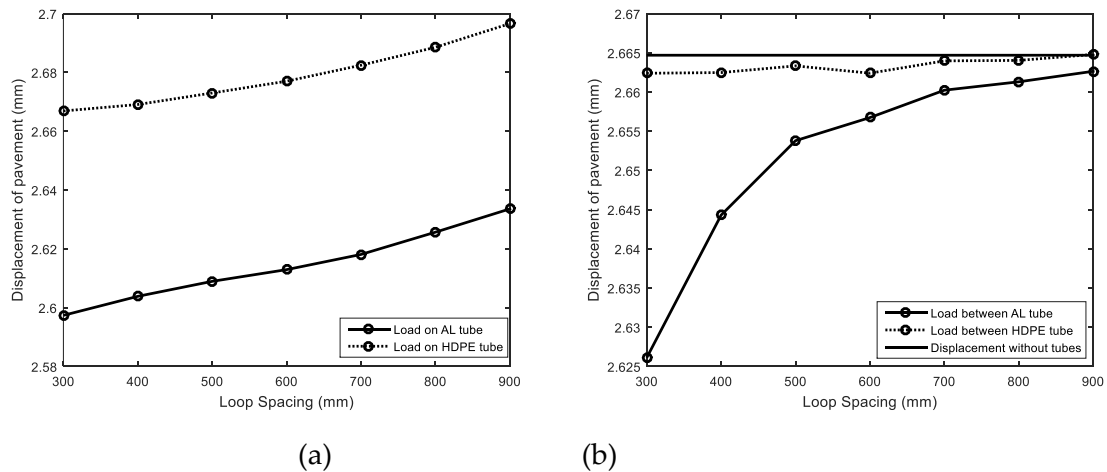 2.7
2.68
2.66
2.64
2.62
2.6
2.58
Displacement of pavement (mm)
300 400 500 600 700 800 900
Loop Spacing (mm)
Load on AL tube
Load on HDPE tube
(a)
2.67
2.665
2.66
2.655
2.65
2.645
2.64
2.635
2.63
2.625
Displacement of pavement (mm)
300 400 500 600 700 800 900
Loop Spacing (mm)
Load between AL tube
Load between HDPE tube
Displacement without tubes
(b)